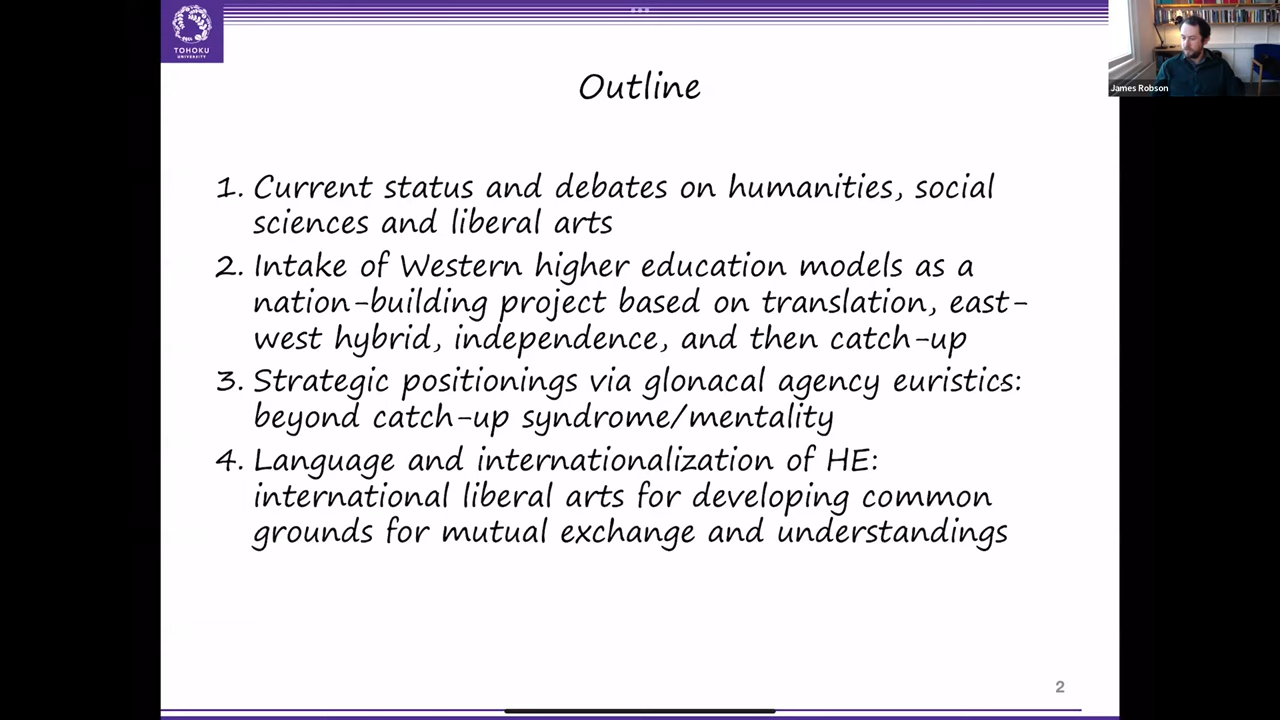 TOHOKU
UNIVERSITY
James Robson
Outline
1. Current status and debates on humanities, social
sciences and liberal arts
2. Intake of Western higher education models as a
nation-building project based on translation, east-
west hybrid, independence, and then catch-up
3. Strategic positionings via glonacal agency euristics:
beyond catch-up syndrome/mentality
4. Language and internationalization of HE:
international liberal arts for developing common
grounds for mutual exchange and understandings
2